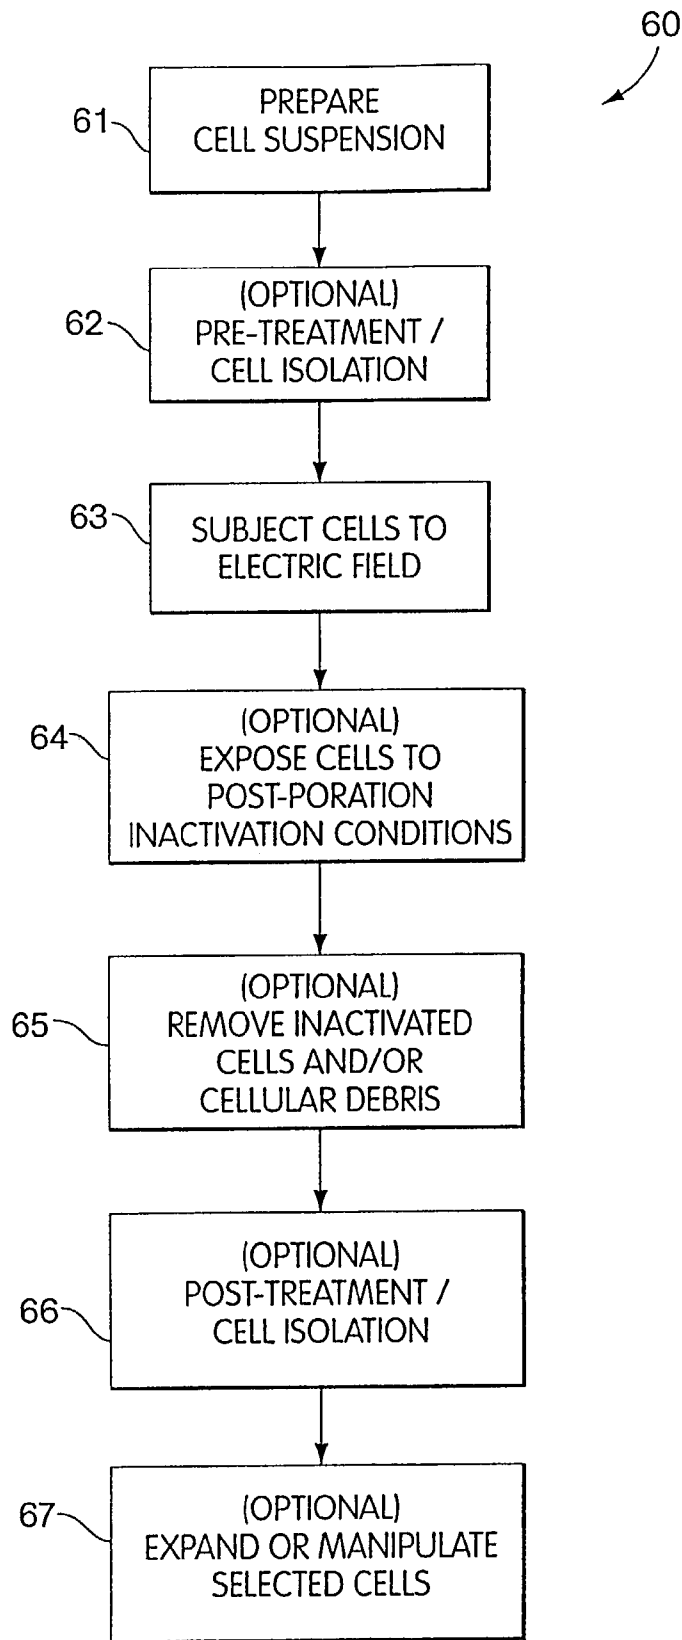 60
61
PREPARE
CELL SUSPENSION
62
(OPTIONAL)
PRE-TREATMENT /
CELL ISOLATION
63
SUBJECT CELLS TO
ELECTRIC FIELD
64
(OPTIONAL)
EXPOSE CELLS TO
POST-PORATION
INACTIVATION CONDITIONS
65
(OPTIONAL)
REMOVE INACTIVATED
CELLS AND/OR
CELLULAR DEBRIS
66
(OPTIONAL)
POST-TREATMENT /
CELL ISOLATION
67
(OPTIONAL)
EXPAND OR MANIPULATE
SELECTED CELLS